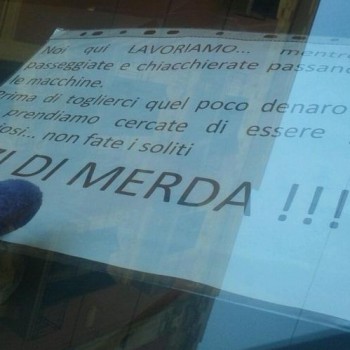 Noi qui LAVORIAMO... mentre
passeggiate e chiacchierate passano
le macchine.
Prima di toglierci quel poco denaro
prendiamo cercate di essere
non fate i soliti
DI MERDA !!!